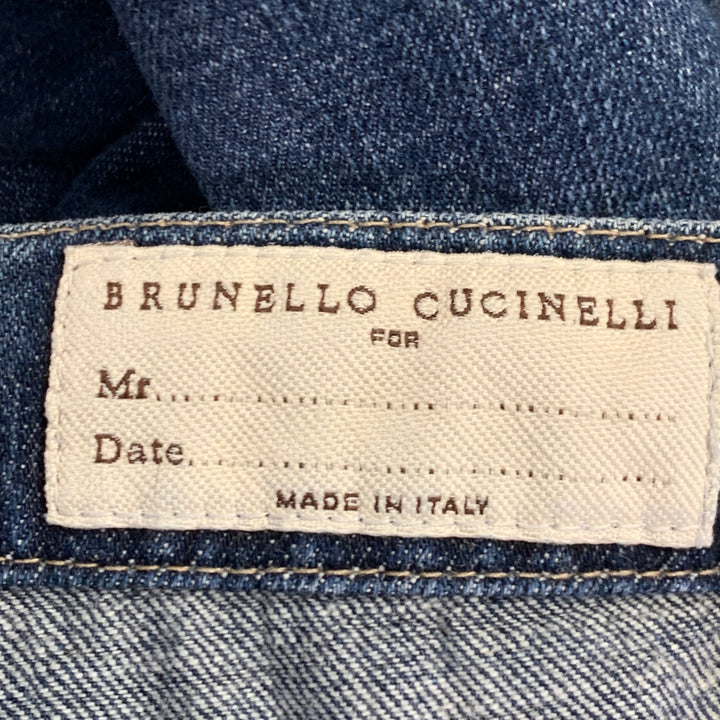 BRUNELLO CUCINELLI
FOR
Mr..............................
Date............................
MADE IN ITALY